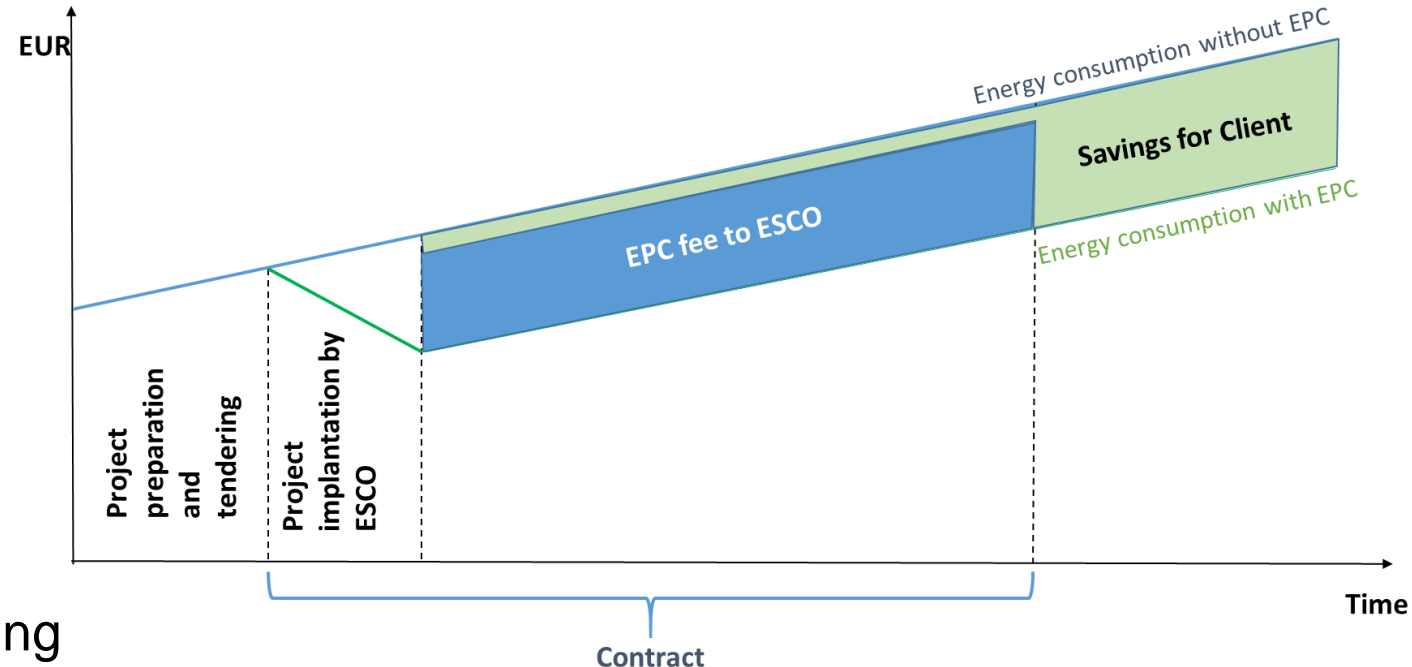 EUR
Energy consumption without EPC
Savings for Client
EPC fee to ESCO
Energy consumption with EPC
Project
preparation
and
tendering
Project
implantation by
ESCO
Time
ng
Contract